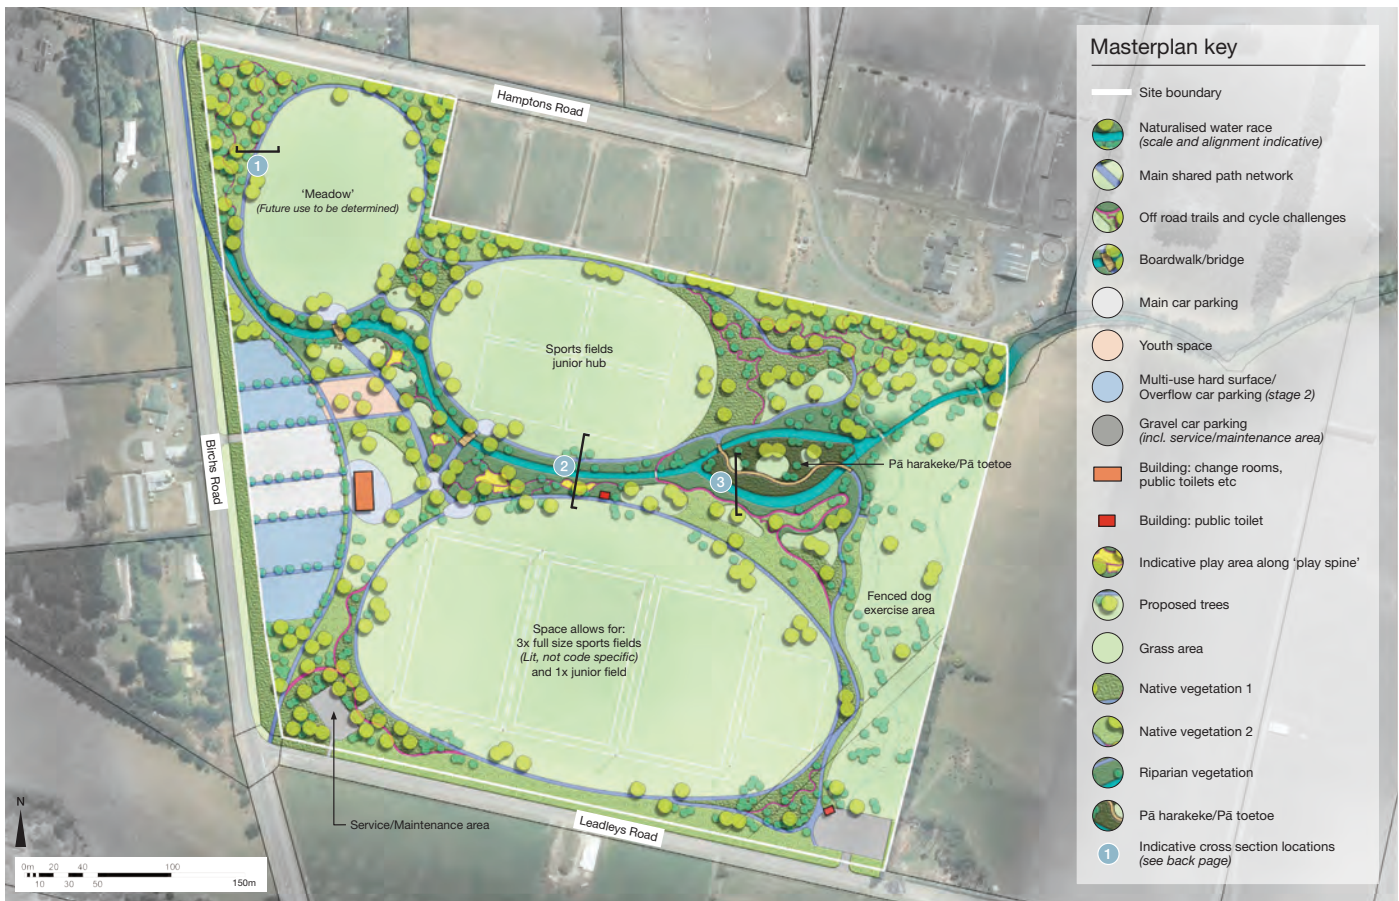 Hamptons Road
1
'Meadow'
(Future use to be determined)
Sports fields
junior hub
Birchs Road
2
3
Pā harakeke/Pā toetoe
Fenced dog
exercise area
Space allows for:
3x full size sports fields
(Lit, not code specific)
and 1x junior field
Service/Maintenance area
Leadleys Road
N
0m 20 40 100
10 30 50 150m
Masterplan key
Site boundary
Naturalised water race
(scale and alignment indicative)
Main shared path network
Off road trails and cycle challenges
Boardwalk/bridge
Main car parking
Youth space
Multi-use hard surface/
Overflow car parking (stage 2)
Gravel car parking
(incl. service/maintenance area)
Building: change rooms,
public toilets etc
Building: public toilet
Indicative play area along 'play spine'
Proposed trees
Grass area
Native vegetation 1
Native vegetation 2
Riparian vegetation
Pā harakeke/Pā toetoe
1 Indicative cross section locations
(see back page)